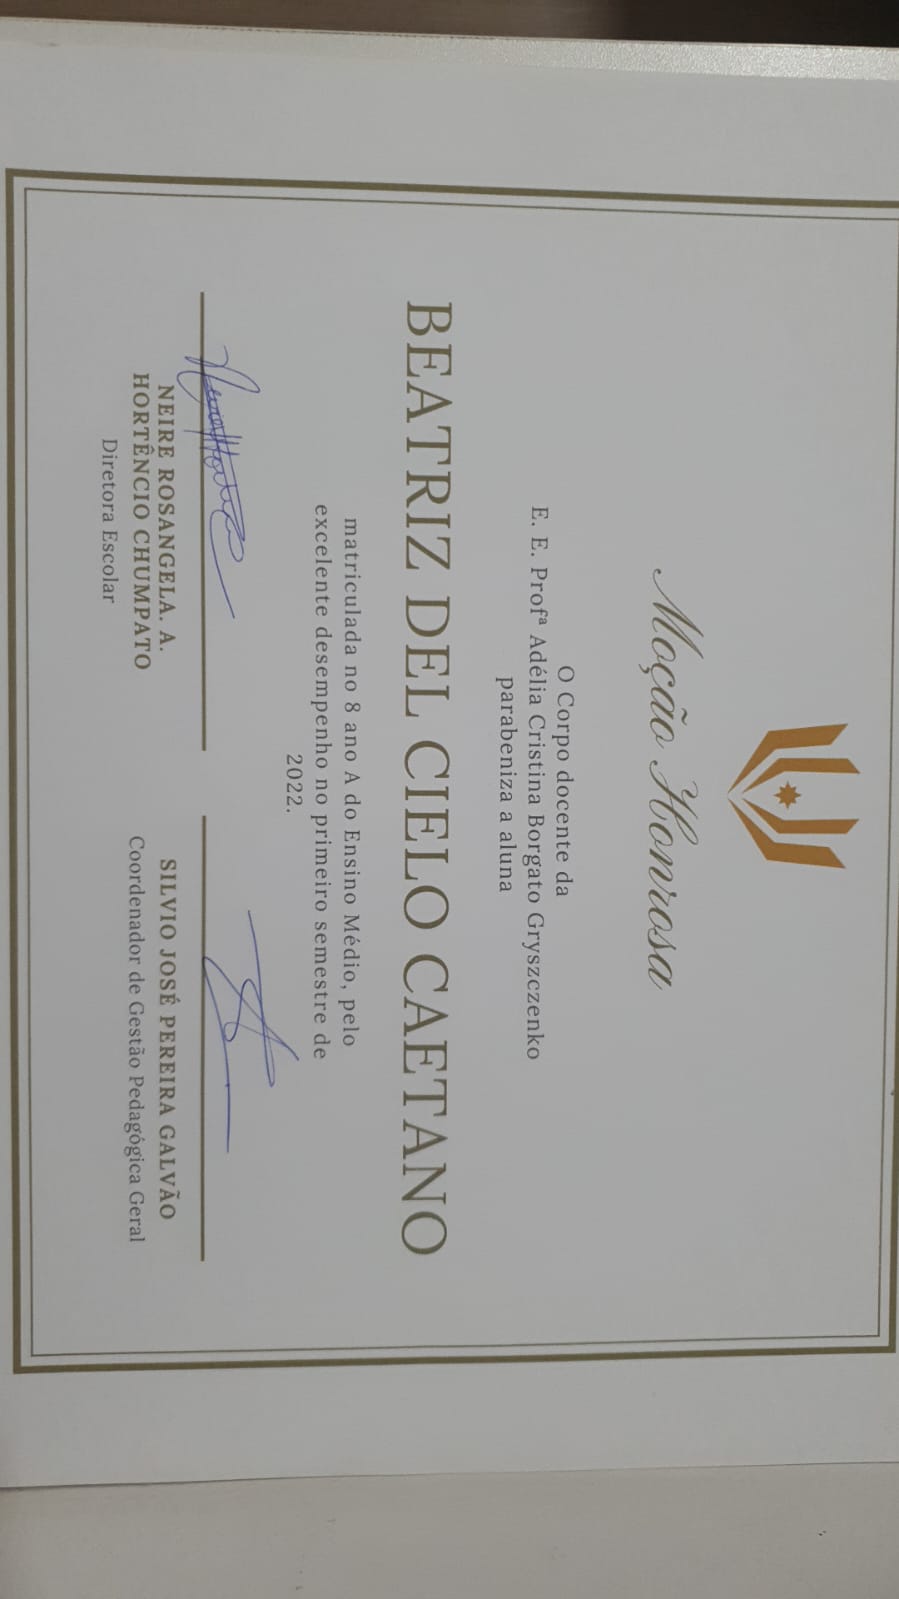 Moção Honrosa
O Corpo docente da
E. E. Profª Adélia Cristina Borgato Gryszczenko
parabeniza a aluna
BEATRIZ DEL CIELO CAETANO
matriculada no 8 ano A do Ensino Médio, pelo
excelente desempenho no primeiro semestre de
2022.
NEIRE ROSANGELA. A.
HORTÊNCIO CHUMPATO
Diretora Escolar
SILVIO JOSÉ PEREIRA GALVÃO
Coordenador de Gestão Pedagógica Geral